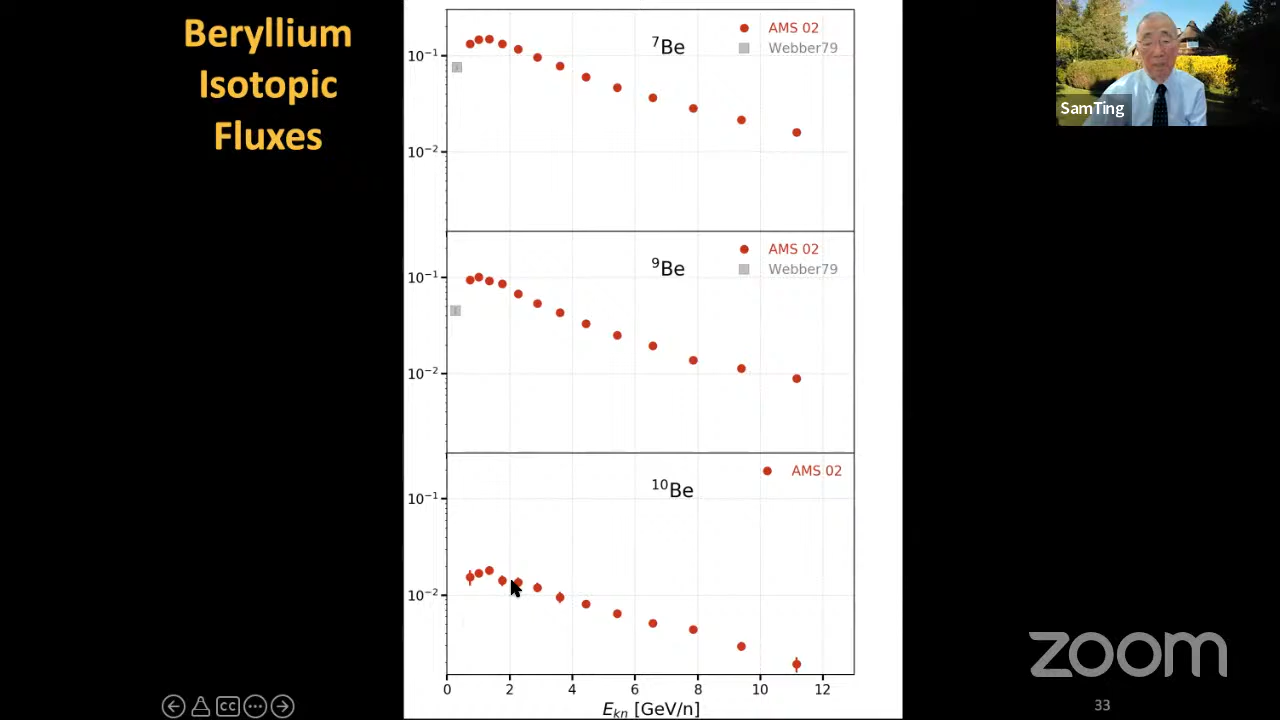 Beryllium
Isotopic
Fluxes
⁷Be
AMS 02
Webber79
10⁻¹
10⁻²
⁹Be
AMS 02
Webber79
10⁻¹
10⁻²
¹⁰Be
AMS 02
10⁻¹
10⁻²
0 2 4 6 8 10 12
Eₖₙ [GeV/n]
SamTing
zoom
CC
33